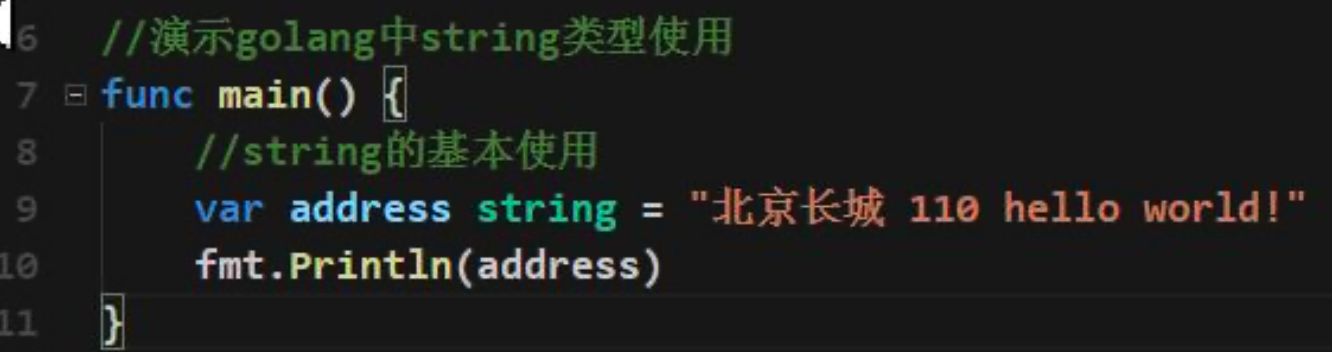 6 //演示golang中string类型使用
7 func main() {
8 //string的基本使用
9 var address string = "北京长城 110 hello world!"
10 fmt.Println(address)
11 }